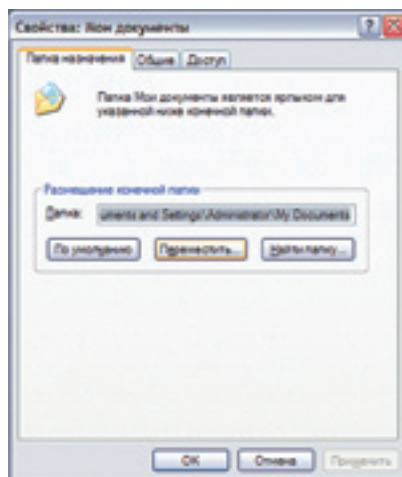 Свойства: Мои документы
Папка назначения Общие Доступ
Папка Мои документы является ярлыком для
указанной ниже конечной папки.
Размещение конечной папки
Папка: uments and Settings\Administrator\My Documents
По умолчанию Переместить... Найти папку...
OK Отмена Применить